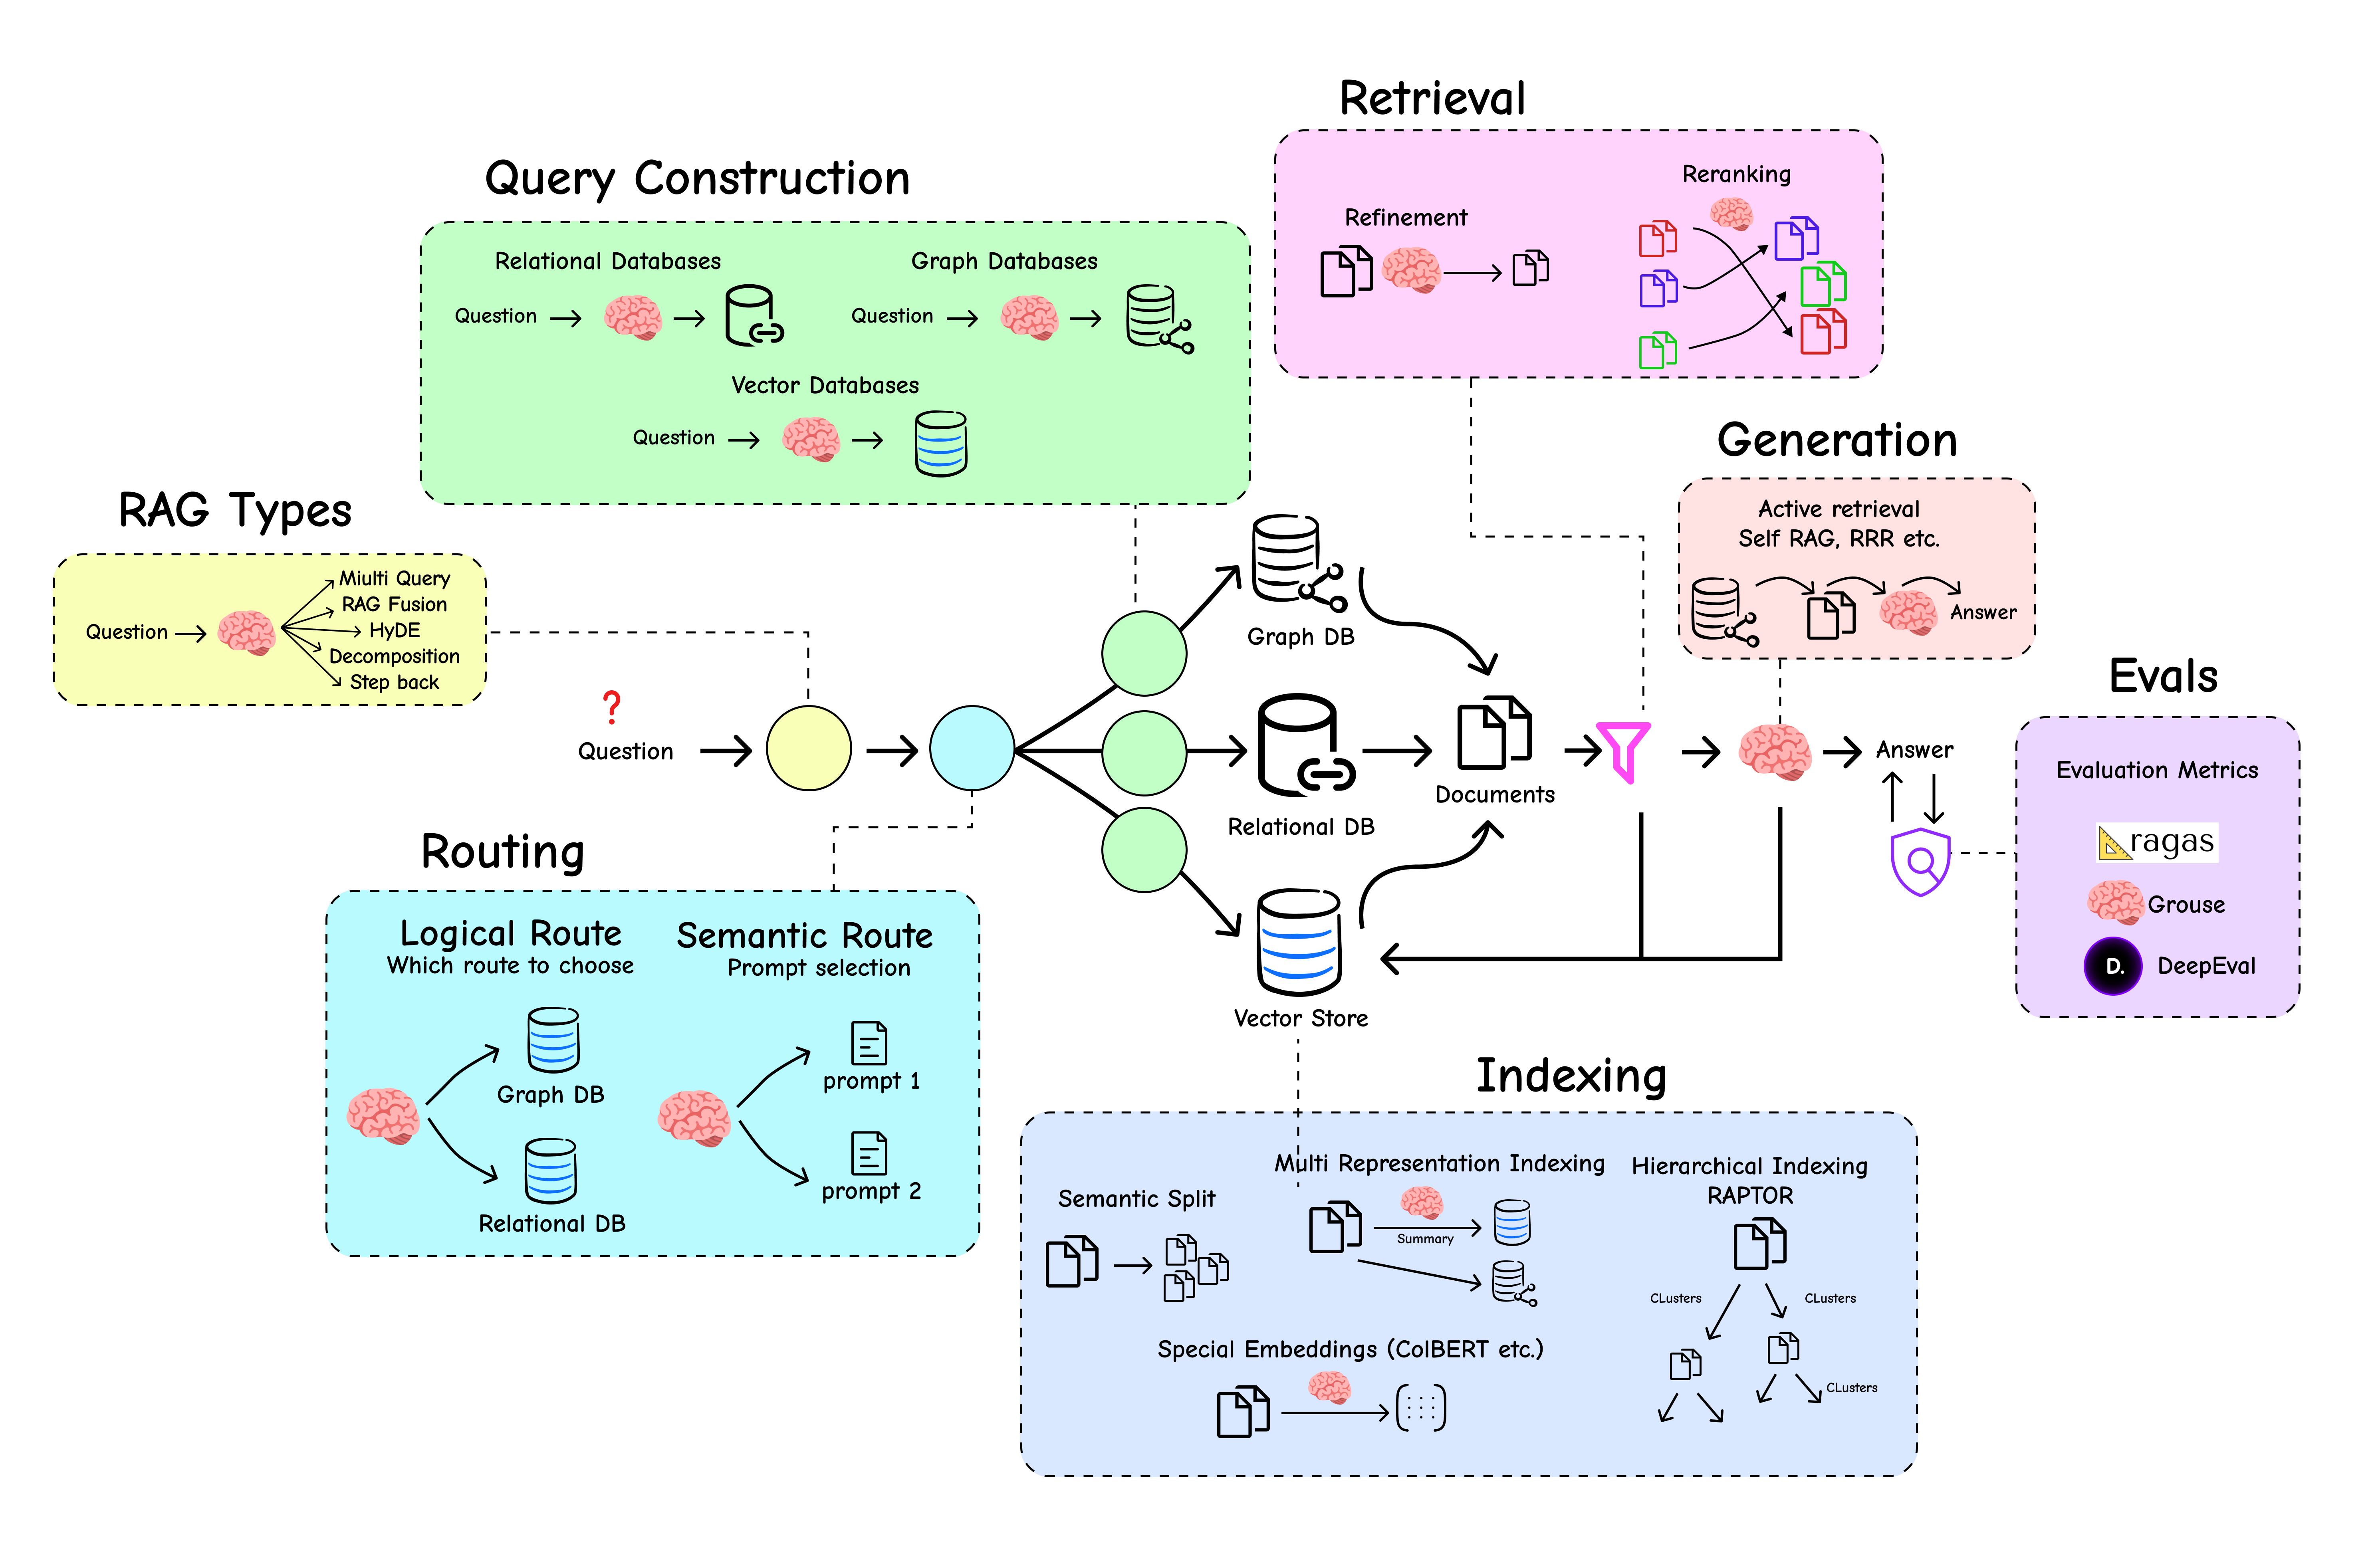 Retrieval
Refinement
Reranking
Query Construction
Relational Databases
Graph Databases
Question
Question
Vector Databases
Question
RAG Types
Question
Miulti Query
RAG Fusion
HyDE
Decomposition
Step back
Generation
Active retrieval
Self RAG, RRR etc.
Answer
?
Question
Graph DB
Relational DB
Vector Store
Documents
Answer
Evals
Evaluation Metrics
ragas
Grouse
D.
DeepEval
Routing
Logical Route
Which route to choose
Graph DB
Relational DB
Semantic Route
Prompt selection
prompt 1
prompt 2
Indexing
Semantic Split
Multi Representation Indexing
Summary
Hierarchical Indexing
RAPTOR
CLusters
CLusters
CLusters
Special Embeddings (ColBERT etc.)